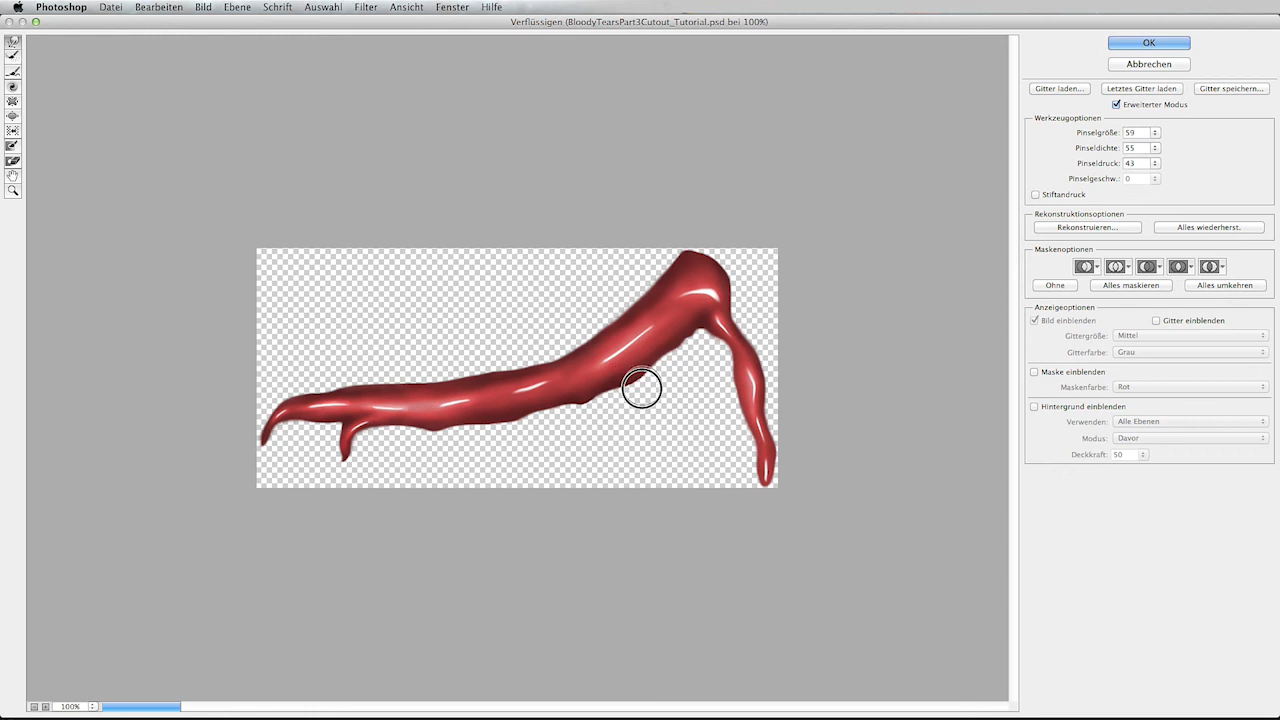 Photoshop Datei Bearbeiten Bild Ebene Schrift Auswahl Filter Ansicht Fenster Hilfe
Verflüssigen (BloodyTearsPart3Cutout_Tutorial.psd bei 100%)
OK
Abbrechen
Gitter laden... Letztes Gitter laden Gitter speichern...
Erweiterter Modus
Werkzeugoptionen
Pinselgröße: 59
Pinseldichte: 55
Pinseldruck: 43
Pinselgeschw.: 0
Stiftandruck
Rekonstruktionsoptionen
Rekonstruieren... Alles wiederherst.
Maskenoptionen
Ohne Alles maskieren Alles umkehren
Anzeigeoptionen
Bild einblenden Gitter einblenden
Gittergröße: Mittel
Gitterfarbe: Grau
Maske einblenden
Maskenfarbe: Rot
Hintergrund einblenden
Verwenden: Alle Ebenen
Modus: Davor
Deckkraft: 50
100%